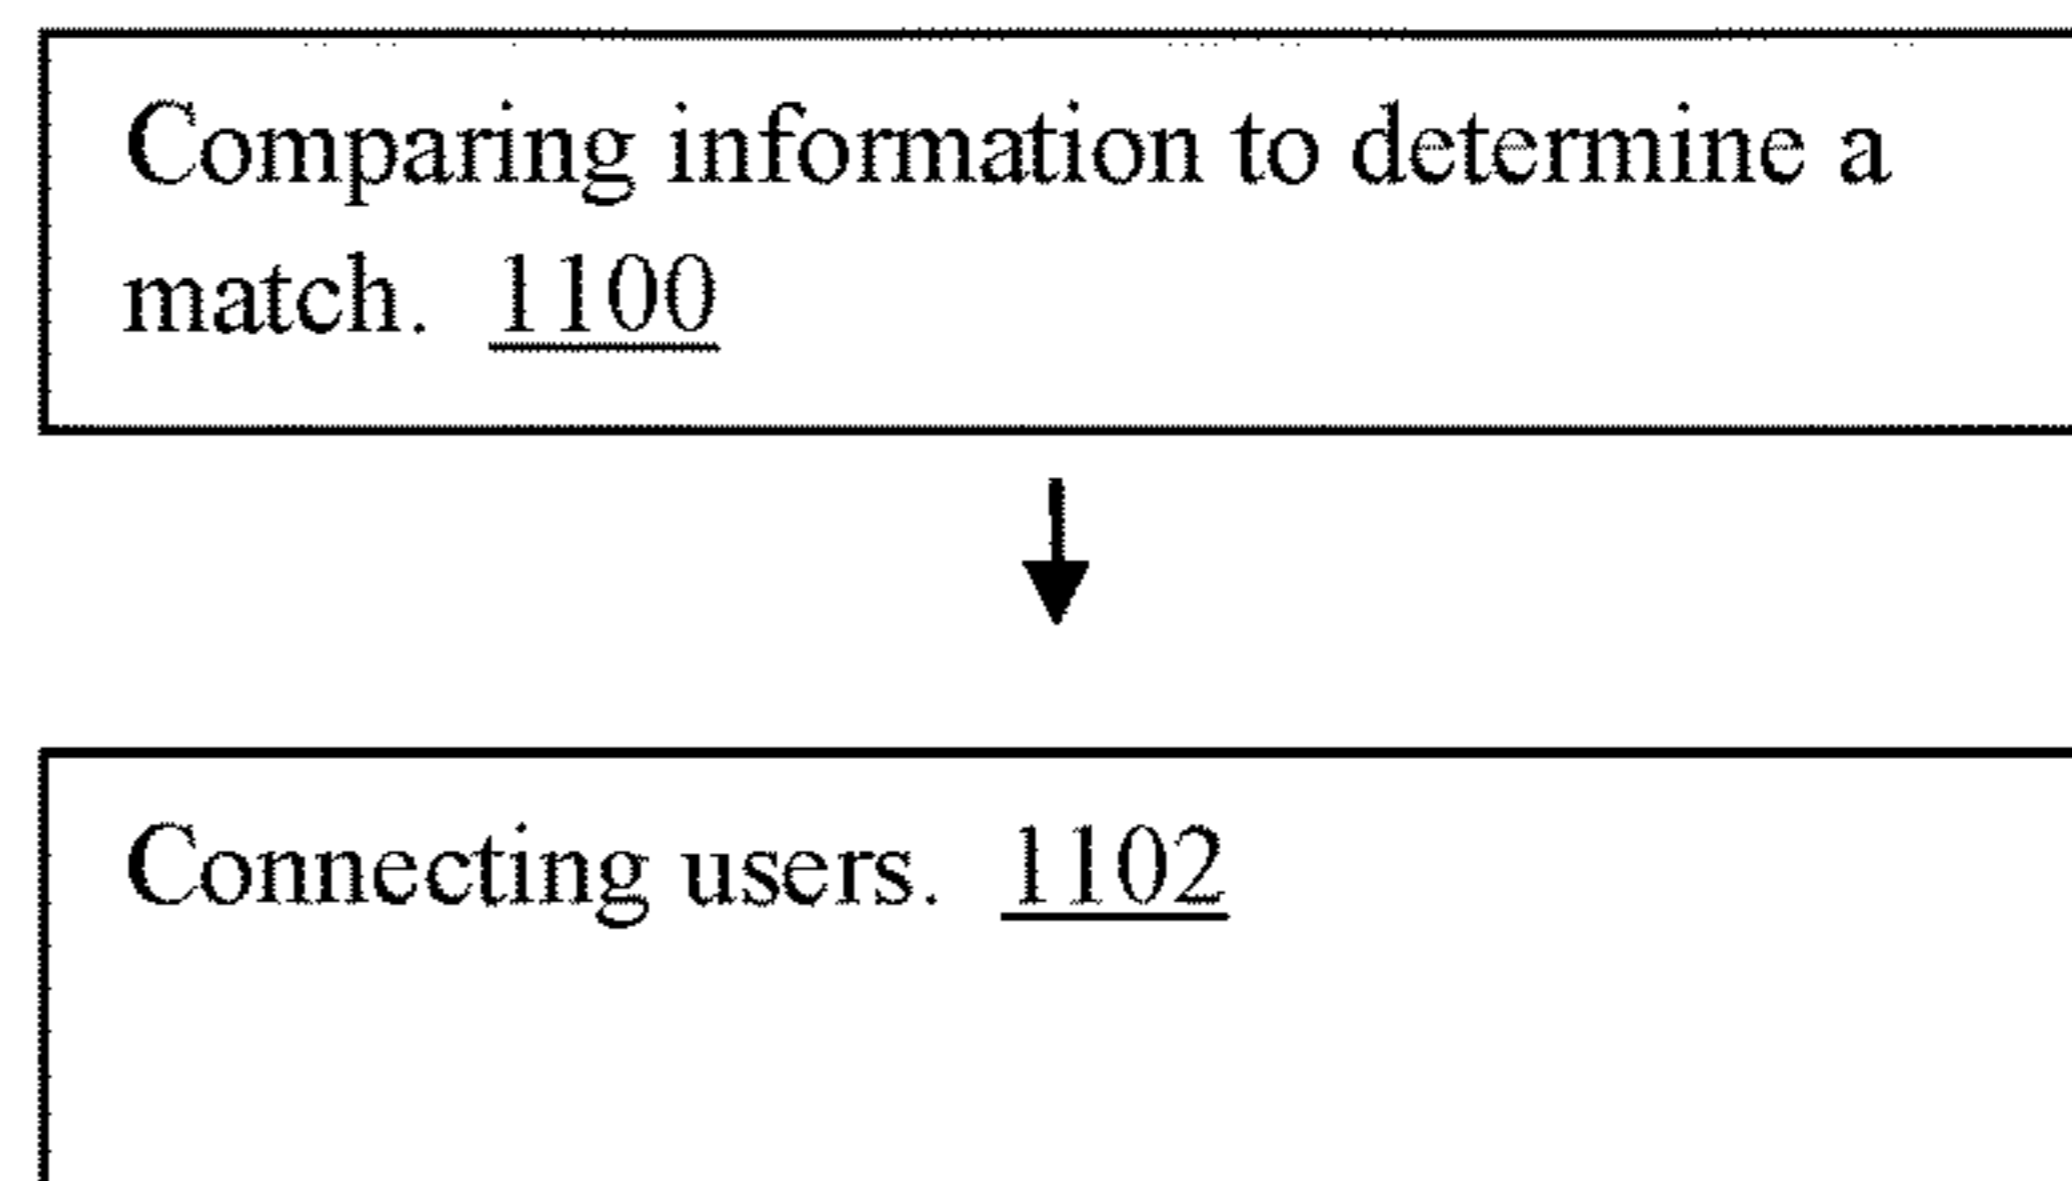 Comparing information to determine a
match. 1100
Connecting users. 1102